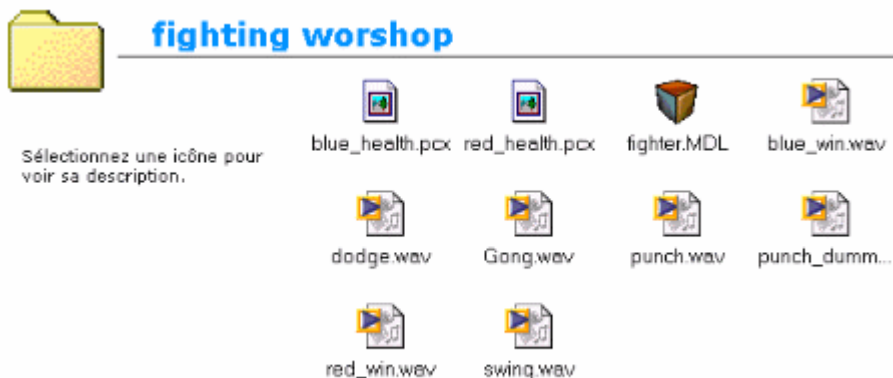 fighting worshop
blue_health.pcx red_health.pcx fighter.MDL blue_win.wav
Sélectionnez une icône pour
voir sa description.
dodge.wav Gong.wav punch.wav punch_dumm...
red_win.wav swing.wav